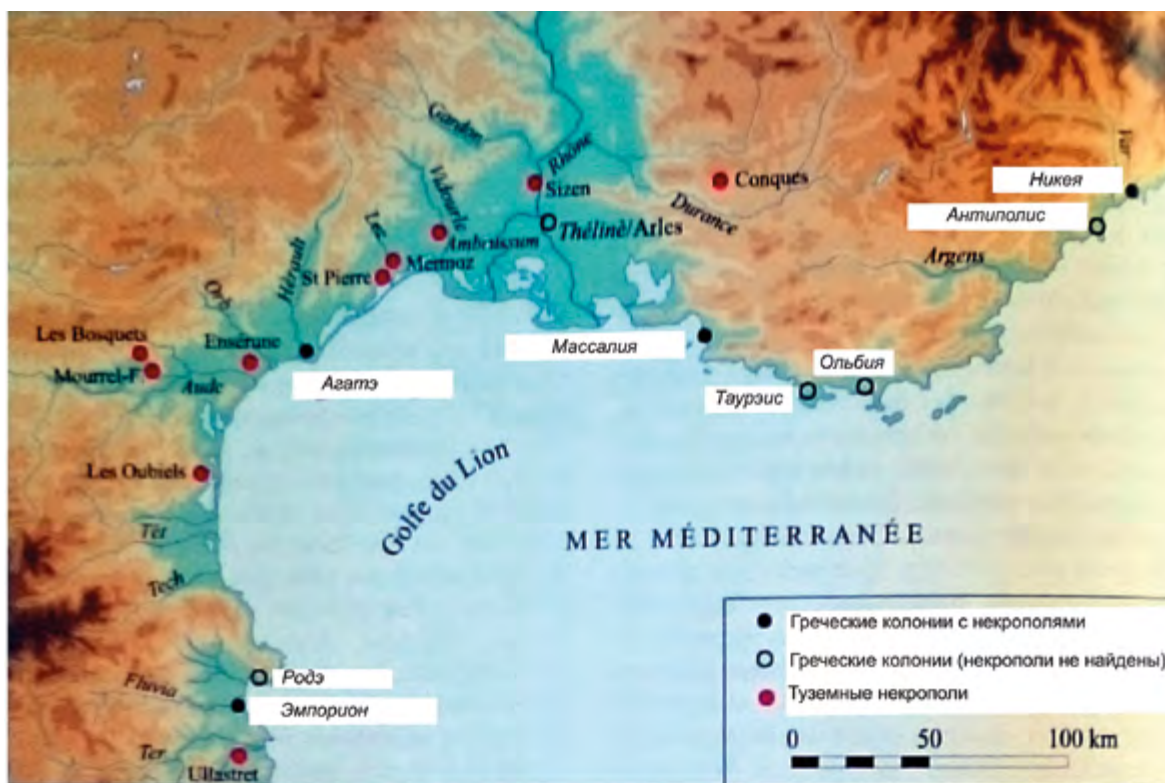 Gardon
Vidourle
Rhône
Sizen
Conques
Durance
Var
Никея
Антиполис
Argens
Théliné/Arles
Ambrussum
Lez
Mermoz
St Pierre
Hérault
Orb
Ensérune
Les Bosquets
Mourrel-F.
Aude
Агатэ
Массалия
Ольбия
Таурэис
Les Oubiels
Golfe du Lion
MER MÉDITERRANÉE
Têt
Tech
Родэ
Fluvia
Эмпорион
Ter
Ullastret
Греческие колонии с некрополями
Греческие колонии (некрополи не найдены)
Туземные некрополи
0 50 100 km